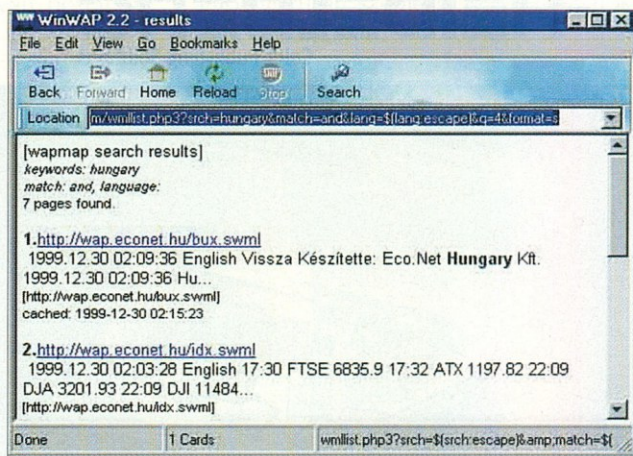 WinWAP 2.2 - results
File Edit View Go Bookmarks Help
Back Forward Home Reload Stop Search
Location m/wmllist.php3?srch=hungary&match=and&lang=$(lang:escape)&q=4&format=s
[wapmap search results]
keywords: hungary
match: and, language:
7 pages found.
1.http://wap.econet.hu/bux.swml
1999.12.30 02:09:36 English Vissza Készítette: Eco.Net Hungary Kft.
1999.12.30 02:09:36 Hu...
[http://wap.econet.hu/bux.swml]
cached: 1999-12-30 02:15:23
2.http://wap.econet.hu/idx.swml
1999.12.30 02:03:28 English 17:30 FTSE 6835.9 17:32 ATX 1197.82 22:09
DJA 3201.93 22:09 DJI 11484...
[http://wap.econet.hu/idx.swml]
Done 1 Cards wmllist.php3?srch=$(srch:escape)&amp;match=$(